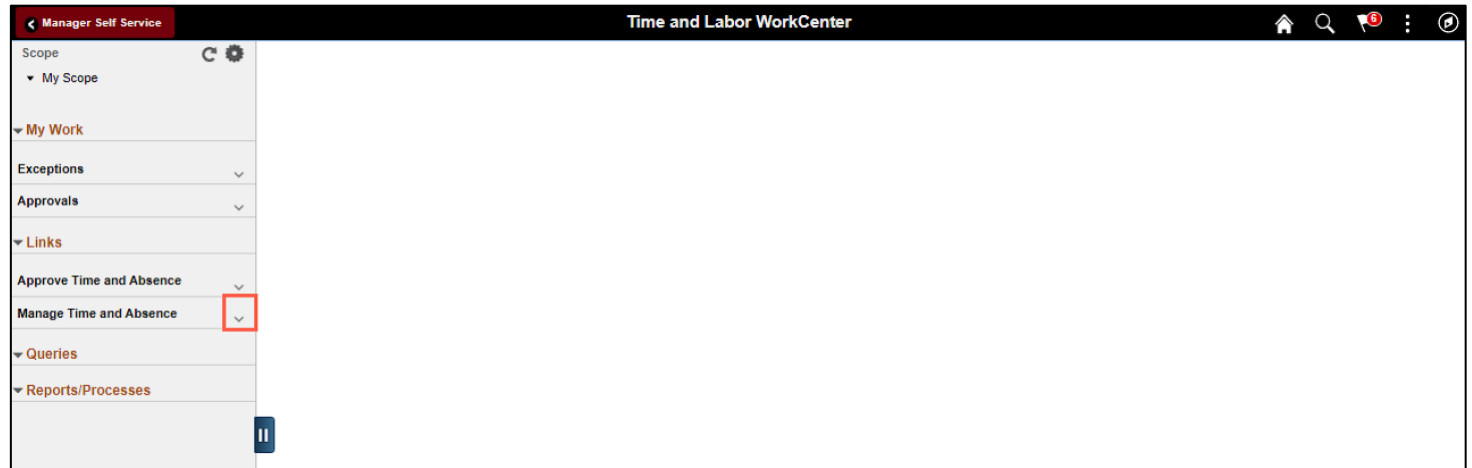 Manager Self Service
Time and Labor WorkCenter
6
Scope
My Scope
My Work
Exceptions
Approvals
Links
Approve Time and Absence
Manage Time and Absence
Queries
Reports/Processes